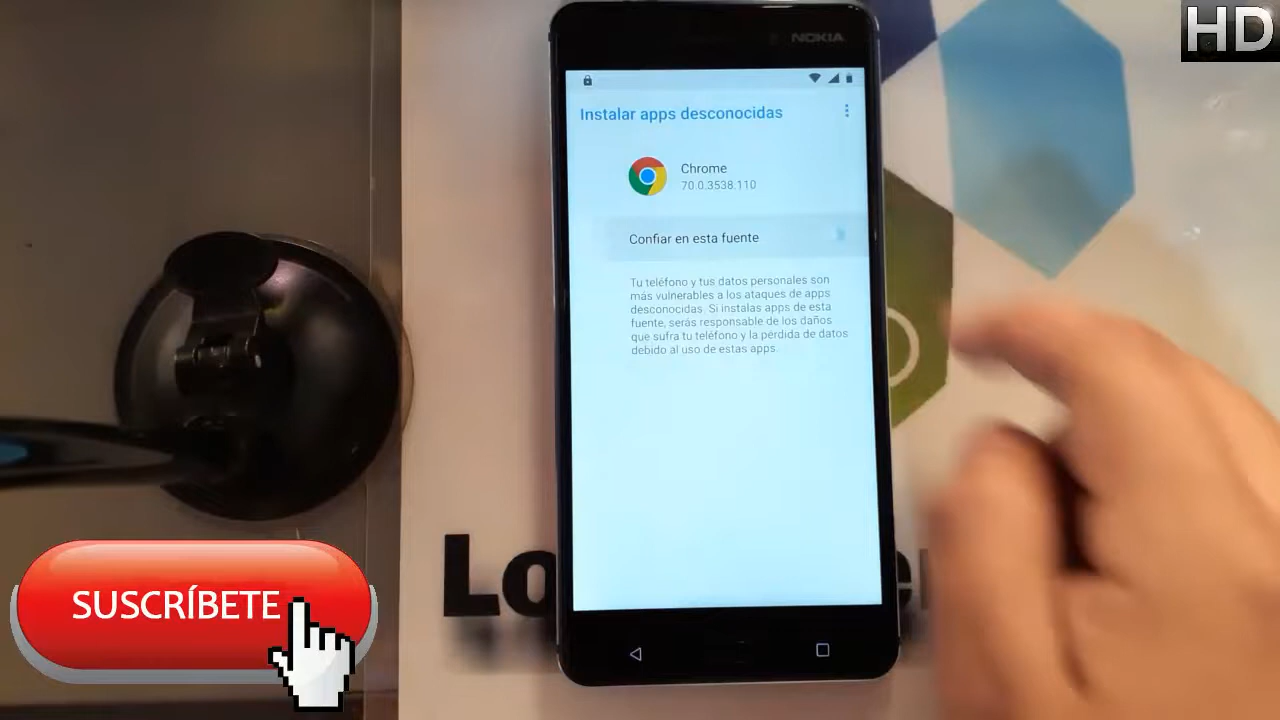 HD
NOKIA
Instalar apps desconocidas
Chrome
70.0.3538.110
Confiar en esta fuente
Tu teléfono y tus datos personales son
más vulnerables a los ataques de apps
desconocidas. Si instalas apps de esta
fuente, serás responsable de los daños
que sufra tu teléfono y la pérdida de datos
debido al uso de estas apps.
Lo
SUSCRÍBETE